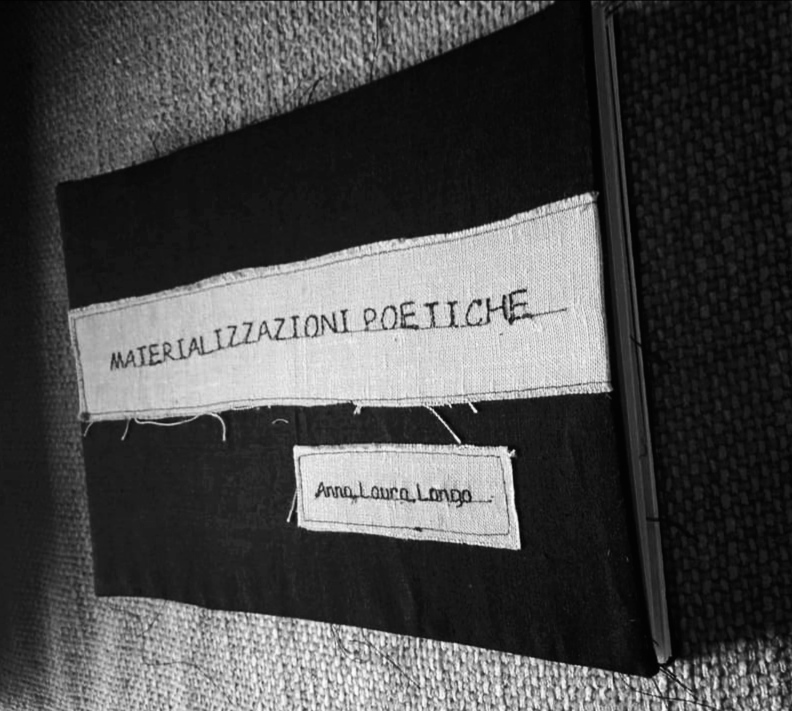 MATERIALIZZAZIONI POETICHE
Anna Laura Longo